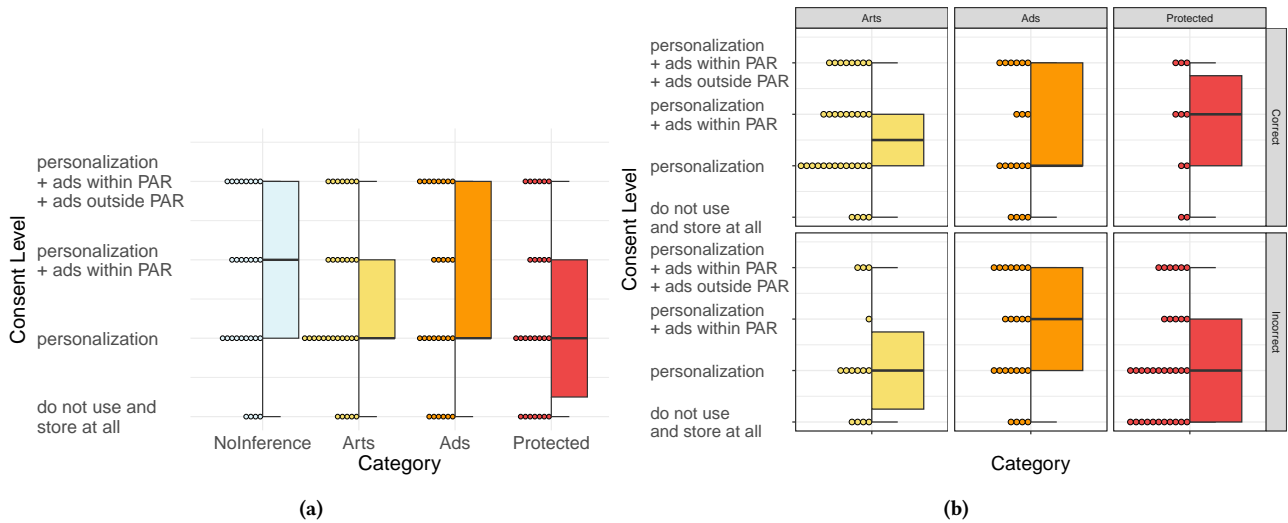 Consent Level
personalization
+ ads within PAR
+ ads outside PAR
personalization
+ ads within PAR
personalization
do not use and
store at all
NoInference
Arts
Ads
Protected
Category
(a)
Arts
Ads
Protected
Consent Level
personalization
+ ads within PAR
+ ads outside PAR
personalization
+ ads within PAR
personalization
do not use
and store at all
Correct
personalization
+ ads within PAR
+ ads outside PAR
personalization
+ ads within PAR
personalization
do not use
and store at all
Incorrect
Category
(b)